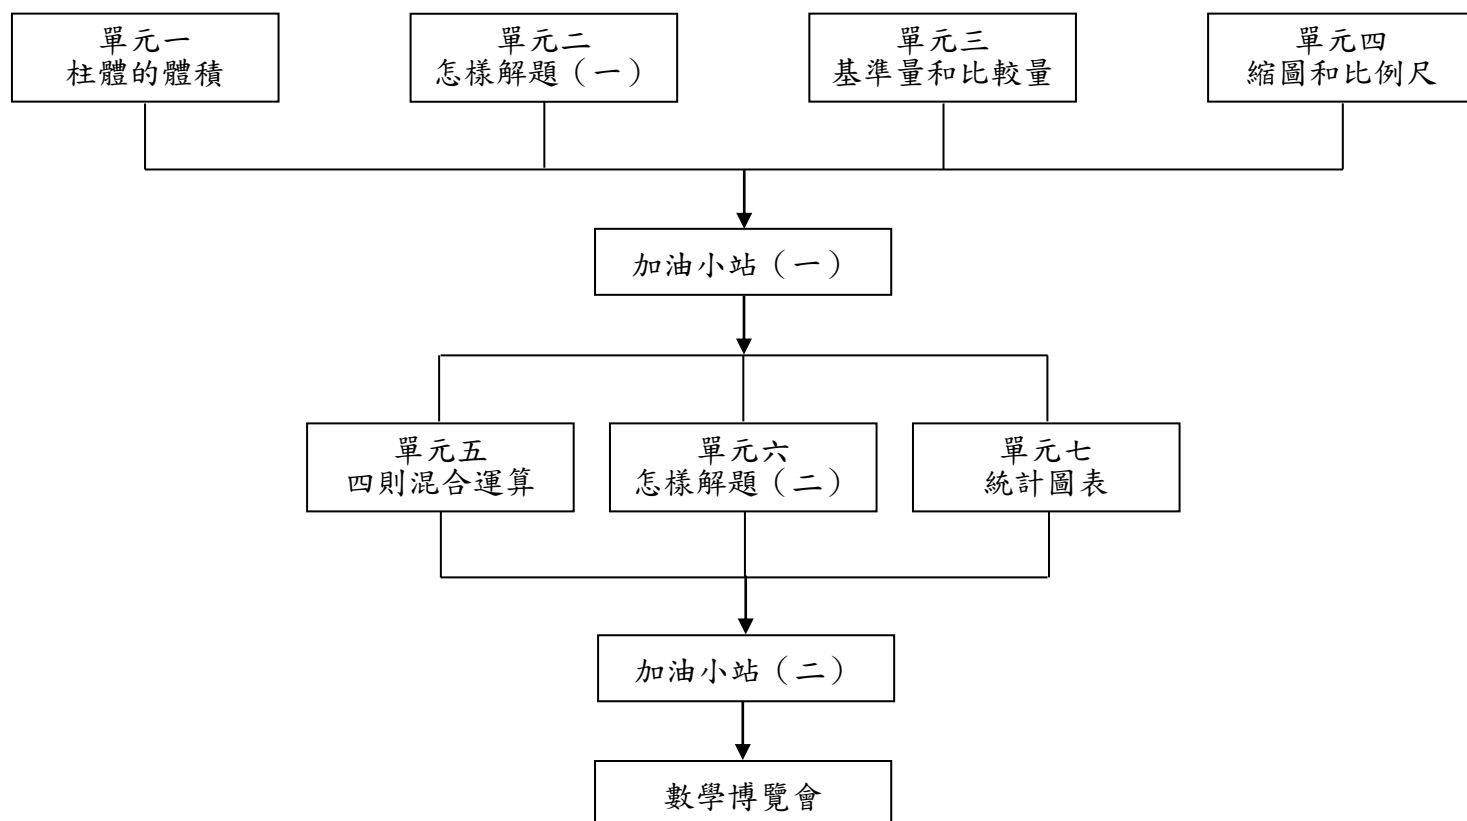 單元一
柱體的體積
單元二
怎樣解題（一）
單元三
基準量和比較量
單元四
縮圖和比例尺
加油小站（一）
單元五
四則混合運算
單元六
怎樣解題（二）
單元七
統計圖表
加油小站（二）
數學博覽會